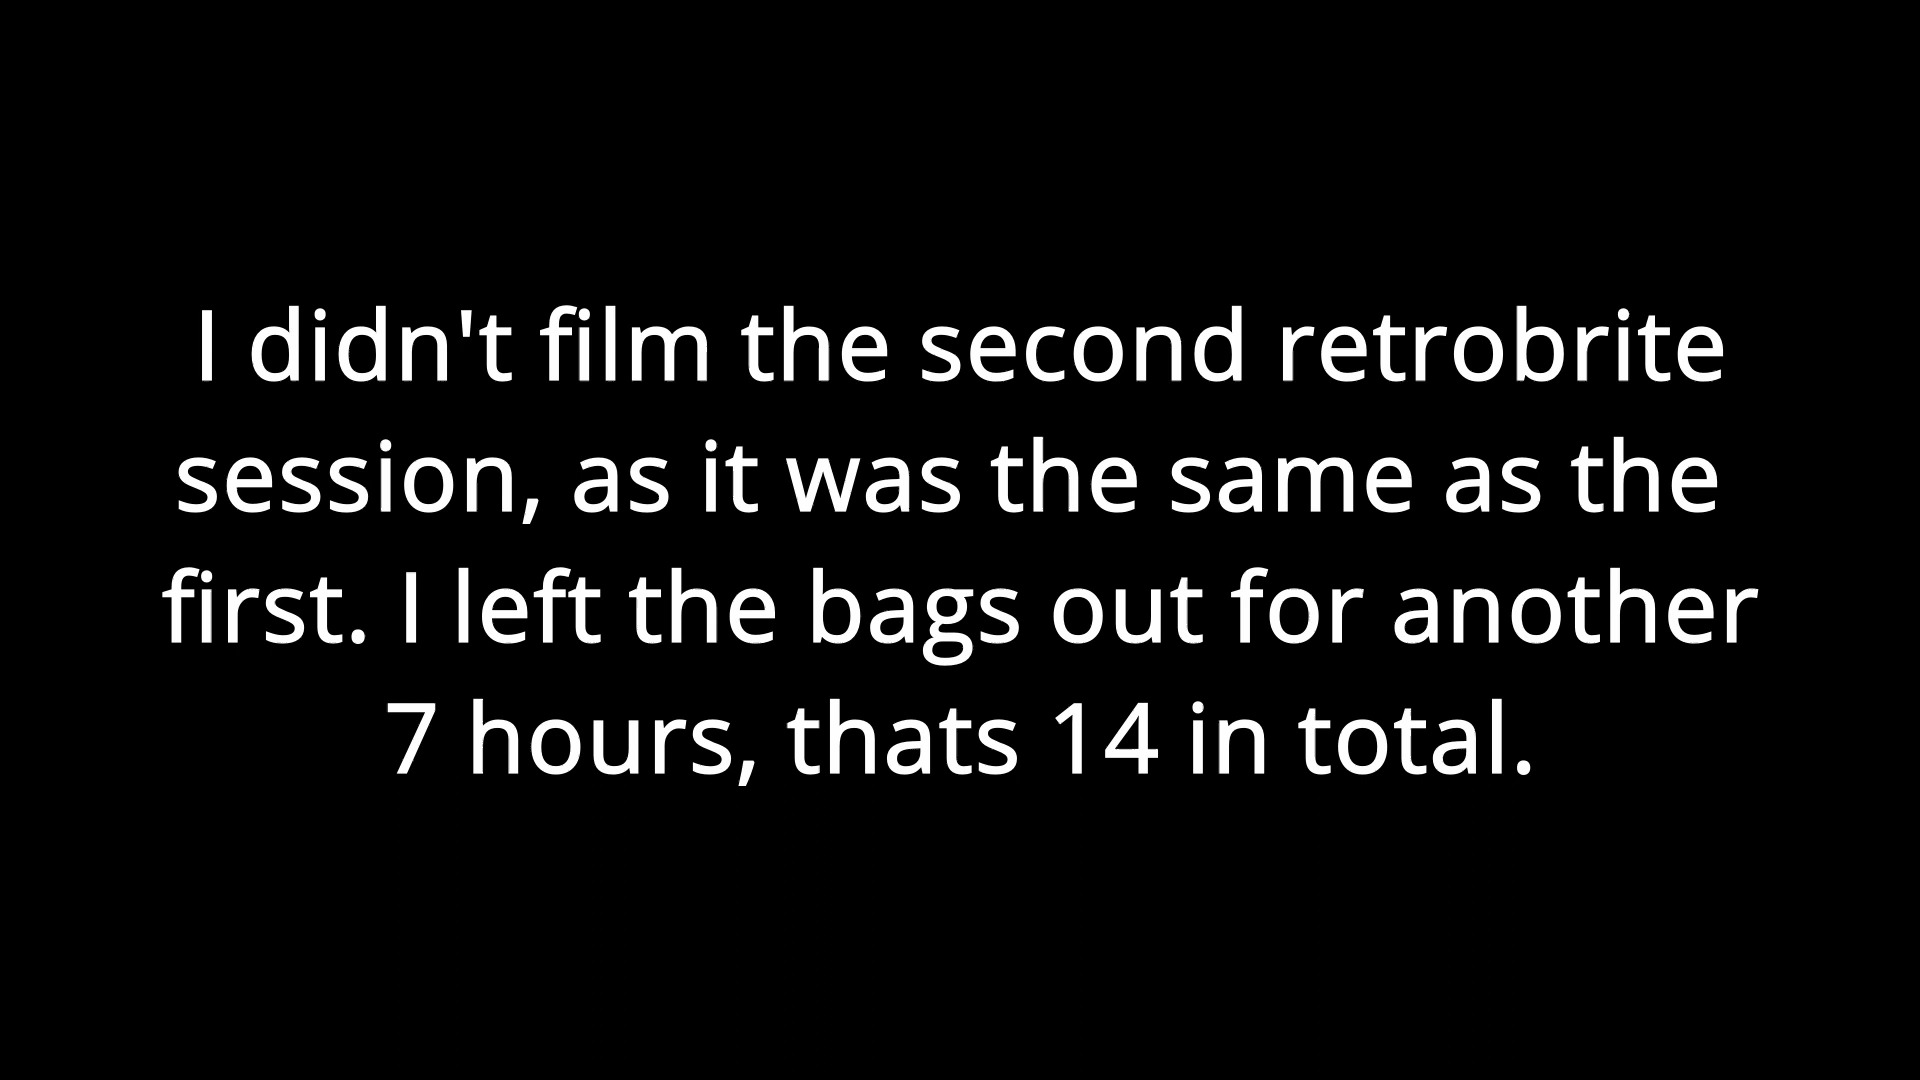 I didn't film the second retrobrite
session, as it was the same as the
first. I left the bags out for another
7 hours, thats 14 in total.